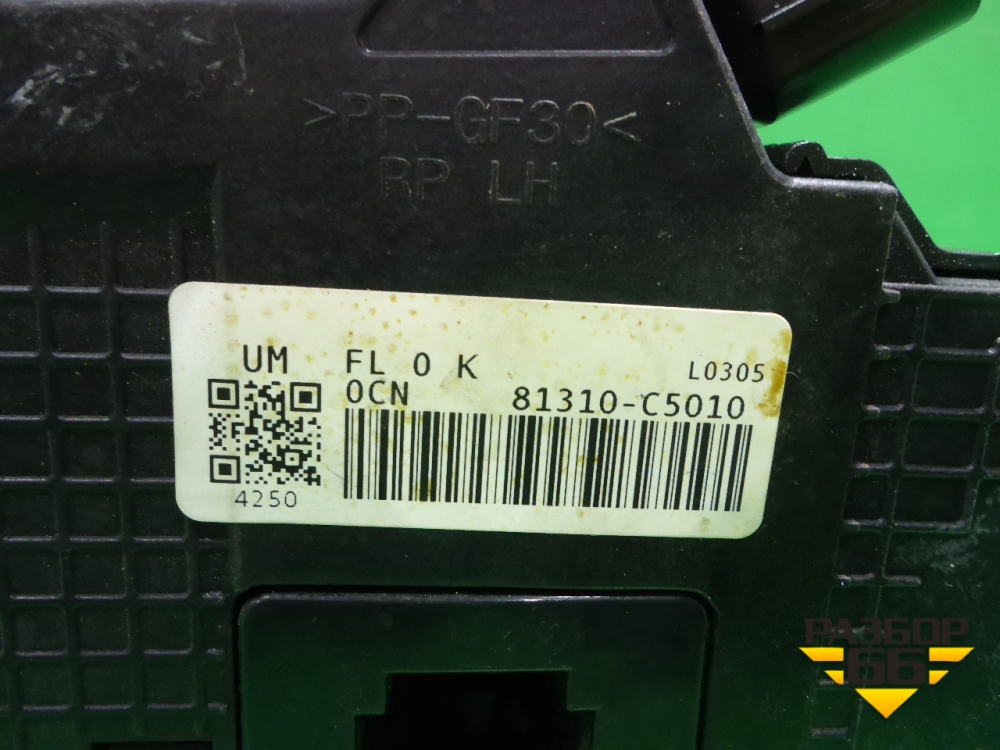 >PP-GF30<
RP LH
UM FL 0 K L0305
0CN 81310-C5010
4250
РАЗБОР
66